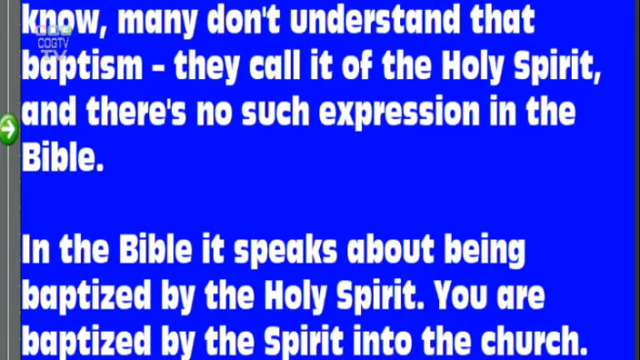 know, many don't understand that
COGTV
baptism – they call it of the Holy Spirit,
and there's no such expression in the
Bible.
In the Bible it speaks about being
baptized by the Holy Spirit. You are
baptized by the Spirit into the church.